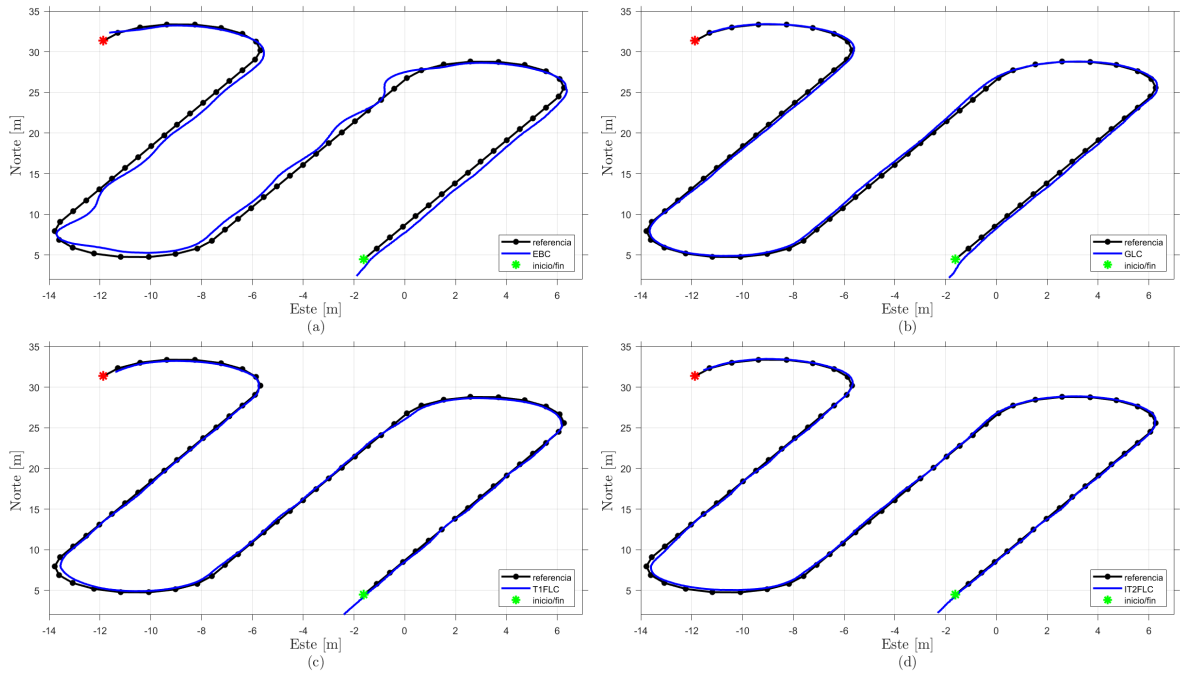 35
30
25
20
15
10
5
Norte [m]
-14 -12 -10 -8 -6 -4 -2 0 2 4 6
Este [m]
(a)
referencia
EBC
inicio/fin
35
30
25
20
15
10
5
Norte [m]
-14 -12 -10 -8 -6 -4 -2 0 2 4 6
Este [m]
(b)
referencia
GLC
inicio/fin
35
30
25
20
15
10
5
Norte [m]
-14 -12 -10 -8 -6 -4 -2 0 2 4 6
Este [m]
(c)
referencia
T1FLC
inicio/fin
35
30
25
20
15
10
5
Norte [m]
-14 -12 -10 -8 -6 -4 -2 0 2 4 6
Este [m]
(d)
referencia
IT2FLC
inicio/fin